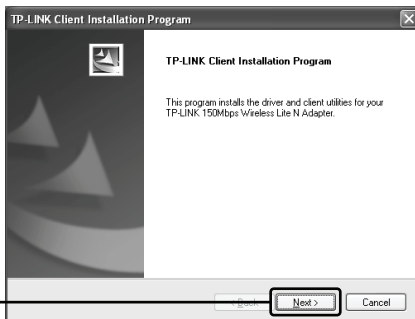 TP-LINK Client Installation Program
TP-LINK Client Installation Program
This program installs the driver and client utilities for your
TP-LINK 150Mbps Wireless Lite N Adapter.
< Back Next > Cancel